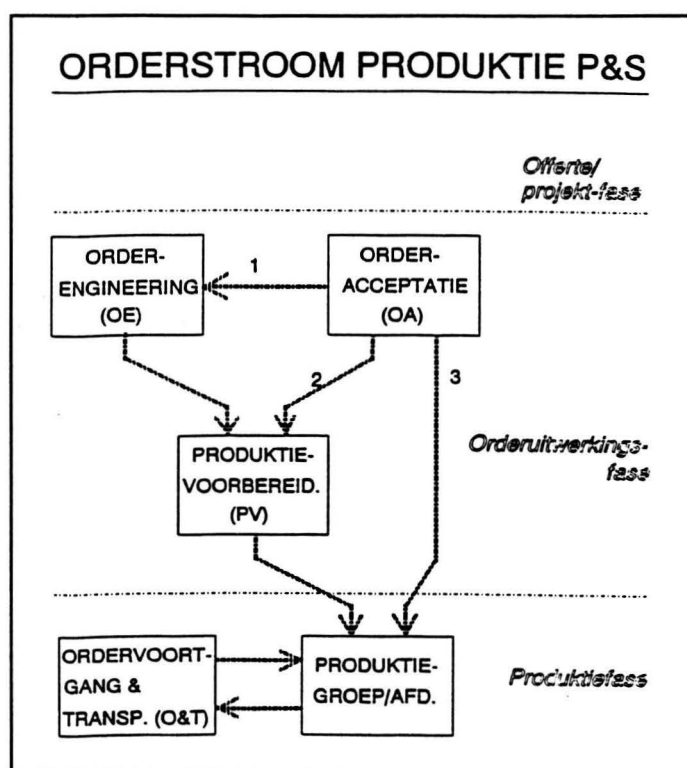 ORDERSTROOM PRODUKTIE P&S
Offerte/
projekt-fase
ORDER-
ENGINEERING
(OE)
1
ORDER-
ACCEPTATIE
(OA)
2
3
PRODUKTIE-
VOORBEREID.
(PV)
Orderuitwerkings-
fase
ORDERVOORT-
GANG &
TRANSP. (O&T)
PRODUKTIE-
GROEP/AFD.
Produktiefase